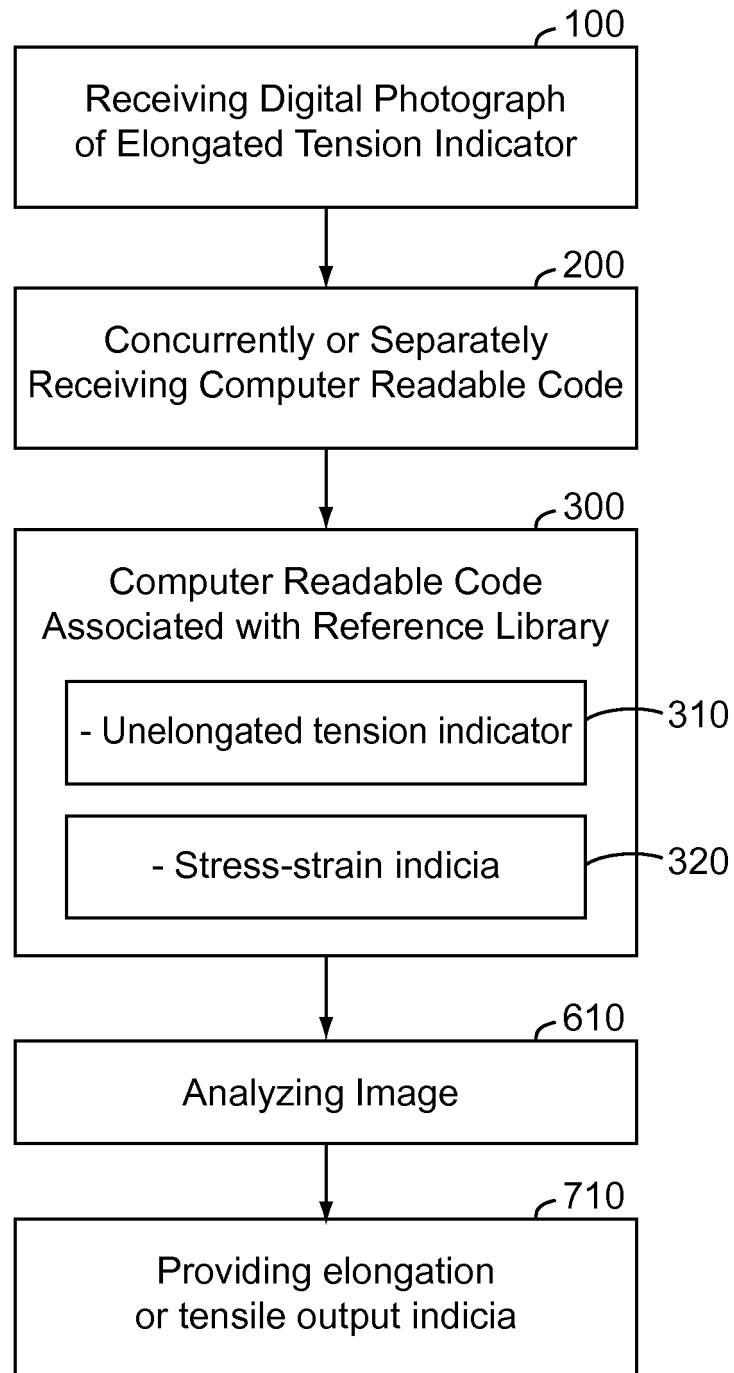 100
Receiving Digital Photograph
of Elongated Tension Indicator
200
Concurrently or Separately
Receiving Computer Readable Code
300
Computer Readable Code
Associated with Reference Library
- Unelongated tension indicator
310
- Stress-strain indicia
320
610
Analyzing Image
710
Providing elongation
or tensile output indicia